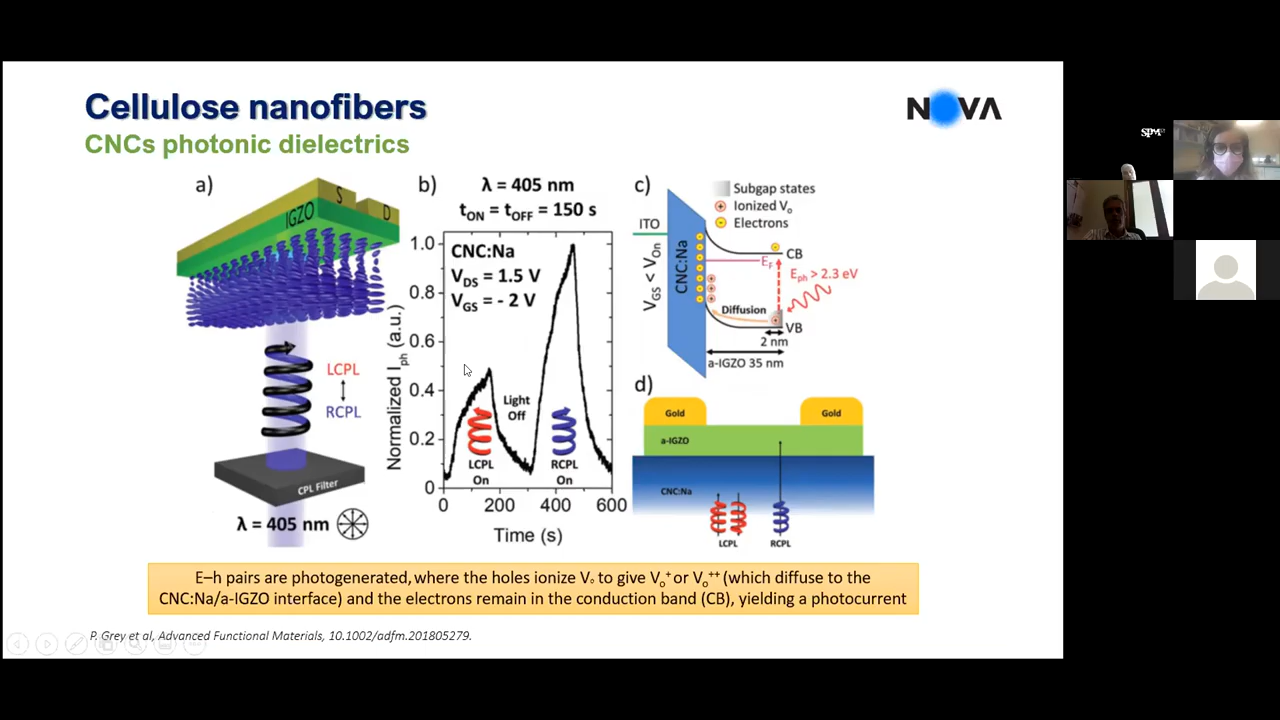 Cellulose nanofibers
CNCs photonic dielectrics
NOVA
SPM
a)
S
D
IGZO
LCPL
RCPL
CPL Filter
λ = 405 nm
b)
λ = 405 nm
tON = tOFF = 150 s
CNC:Na
VDS = 1.5 V
VGS = - 2 V
Normalized Iph (a.u.)
1.0
0.8
0.6
0.4
0.2
0
Light
Off
LCPL
On
RCPL
On
0 200 400 600
Time (s)
c)
Subgap states
Ionized Vo
Electrons
ITO
VGS < VOn
CNC:Na
CB
EF
Eph > 2.3 eV
Diffusion
VB
2 nm
a-IGZO 35 nm
d)
Gold
Gold
a-IGZO
CNC:Na
LCPL
RCPL
E–h pairs are photogenerated, where the holes ionize Vo to give Vo+ or Vo++ (which diffuse to the
CNC:Na/a-IGZO interface) and the electrons remain in the conduction band (CB), yielding a photocurrent
P. Grey et al, Advanced Functional Materials, 10.1002/adfm.201805279.